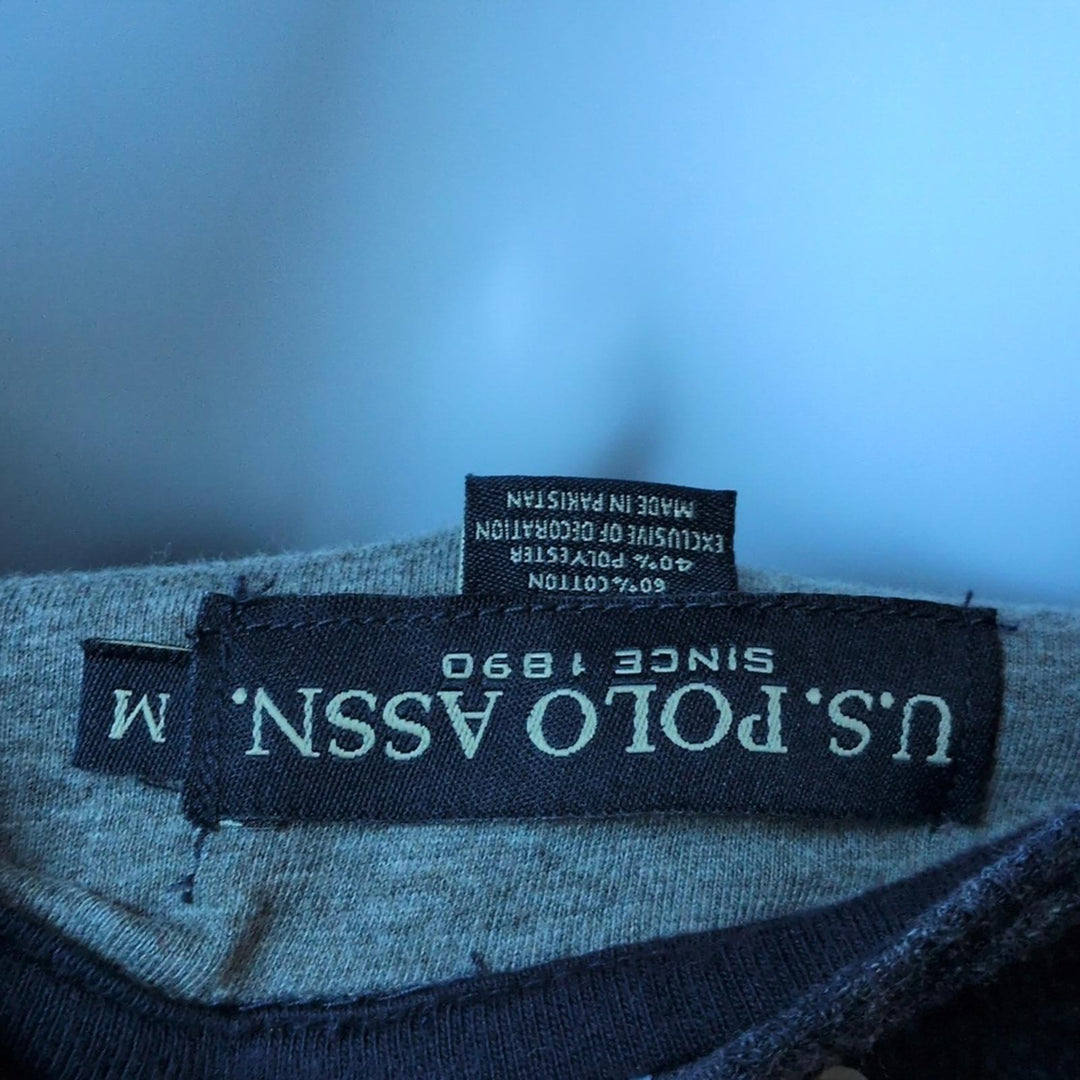 U.S. POLO ASSN.
SINCE 1890
M
60% COTTON
40% POLYESTER
EXCLUSIVE OF DECORATION
MADE IN PAKISTAN